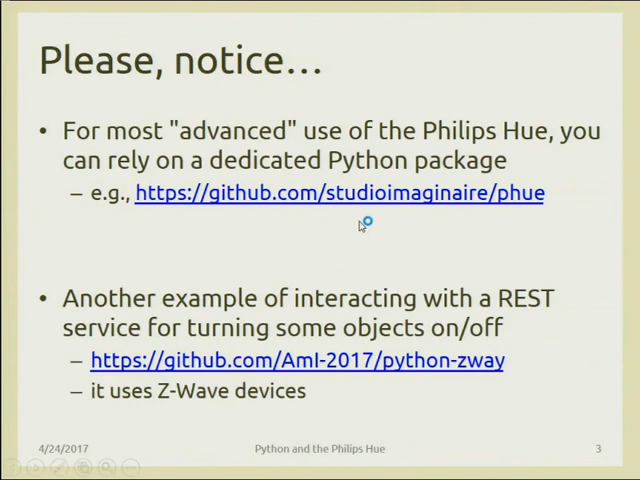 Please, notice…
• For most "advanced" use of the Philips Hue, you
can rely on a dedicated Python package
– e.g., https://github.com/studioimaginaire/phue
• Another example of interacting with a REST
service for turning some objects on/off
– https://github.com/AmI-2017/python-zway
– it uses Z-Wave devices
4/24/2017 Python and the Philips Hue 3